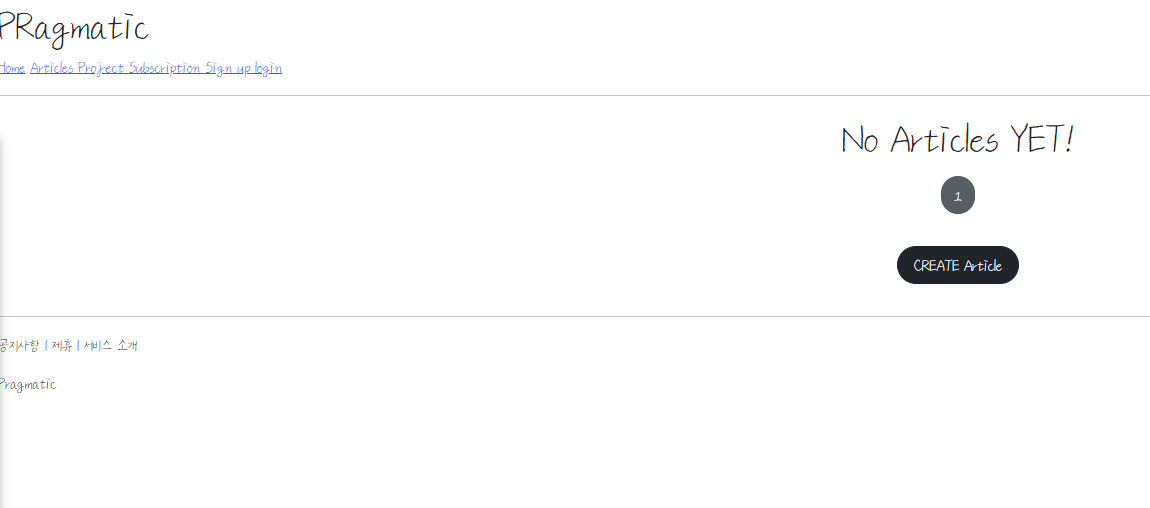 PRagmatic
Home Articles Project Subscription Sign up login
No Articles YET!
1
CREATE Article
공지사항 | 제휴 | 서비스 소개
Pragmatic